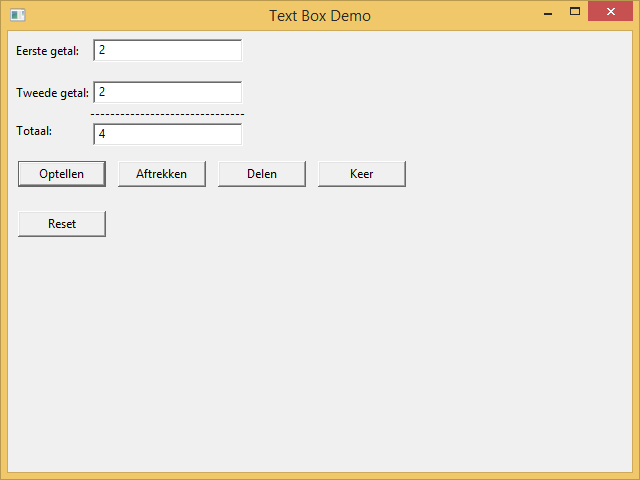 Text Box Demo
Eerste getal: 2
Tweede getal: 2
------------------------------
Totaal: 4
Optellen Aftrekken Delen Keer
Reset